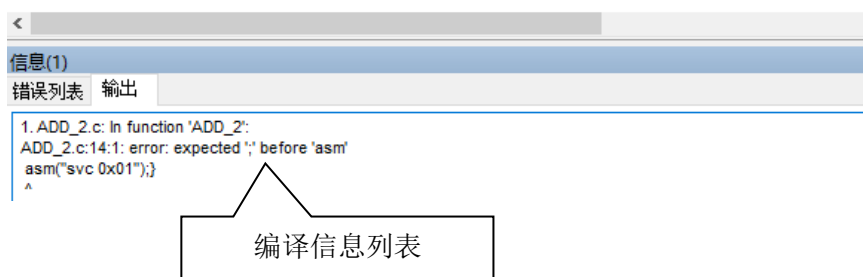 信息(1)
错误列表 输出
1. ADD_2.c: In function 'ADD_2':
ADD_2.c:14:1: error: expected ';' before 'asm'
asm("svc 0x01");}
^
编译信息列表